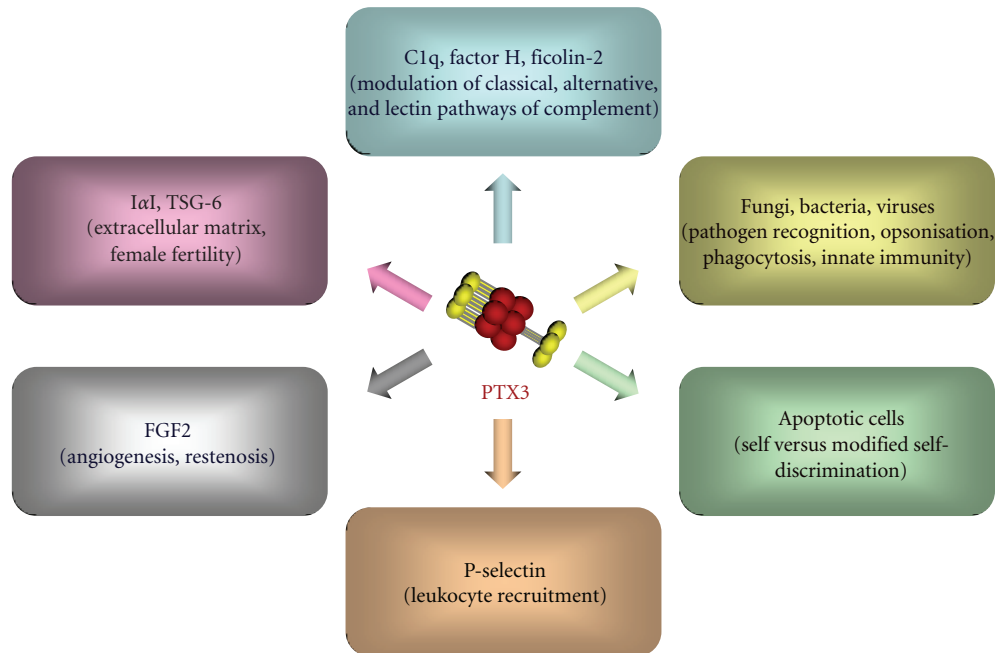 C1q, factor H, ficolin-2
(modulation of classical, alternative,
and lectin pathways of complement)
IαI, TSG-6
(extracellular matrix,
female fertility)
Fungi, bacteria, viruses
(pathogen recognition, opsonisation,
phagocytosis, innate immunity)
PTX3
FGF2
(angiogenesis, restenosis)
Apoptotic cells
(self versus modified self-
discrimination)
P-selectin
(leukocyte recruitment)